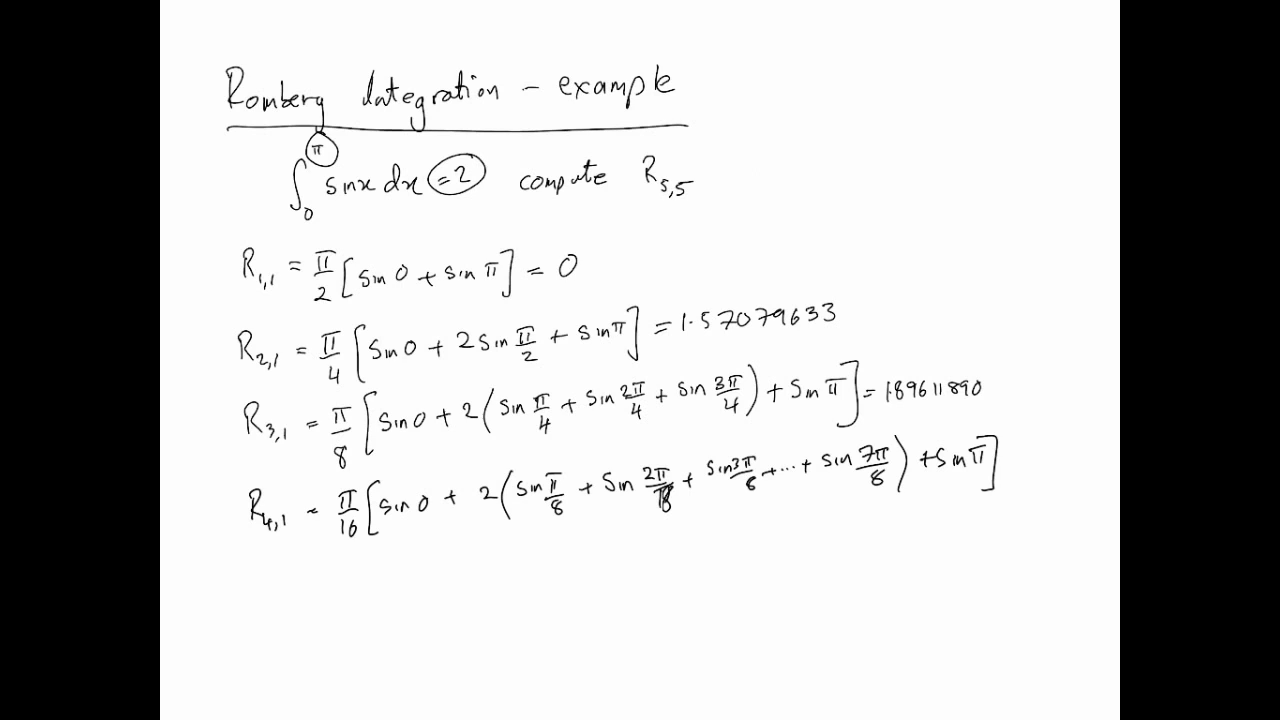 Romberg Integration - example
∫₀^π sinx dx = 2 compute R₅,₅
R₁,₁ = π/2 [sin 0 + sin π] = 0
R₂,₁ = π/4 [sin 0 + 2 sin π/2 + sin π] = 1.57079633
R₃,₁ = π/8 [sin 0 + 2(sin π/4 + sin 2π/4 + sin 3π/4) + sin π] = 1.89611890
R₄,₁ = π/16 [sin 0 + 2(sin π/8 + sin 2π/8 + sin 3π/8 + ... + sin 7π/8) + sin π]